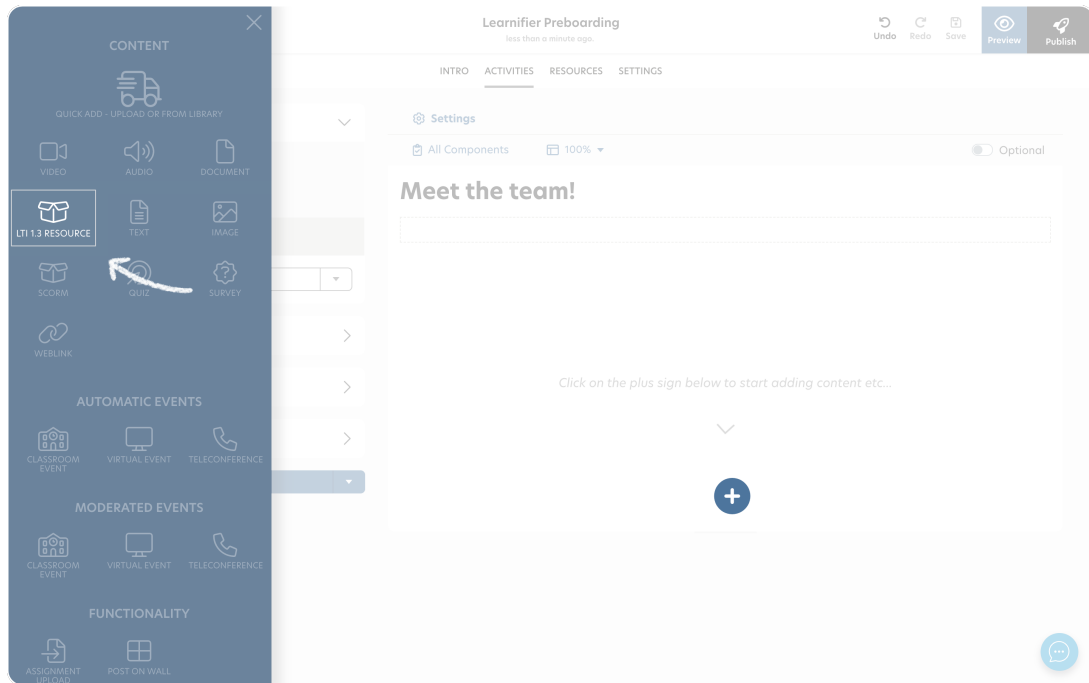 CONTENT
QUICK ADD - UPLOAD OR FROM LIBRARY
VIDEO
AUDIO
DOCUMENT
LTI 1.3 RESOURCE
TEXT
IMAGE
SCORM
QUIZ
SURVEY
WEBLINK
AUTOMATIC EVENTS
CLASSROOM
EVENT
VIRTUAL EVENT
TELECONFERENCE
MODERATED EVENTS
CLASSROOM
EVENT
VIRTUAL EVENT
TELECONFERENCE
FUNCTIONALITY
ASSIGNMENT
UPLOAD
POST ON WALL
Learnifier Preboarding
less than a minute ago.
Undo
Redo
Save
Preview
Publish
INTRO ACTIVITIES RESOURCES SETTINGS
Settings
All Components
100%
Optional
Meet the team!
Click on the plus sign below to start adding content etc...